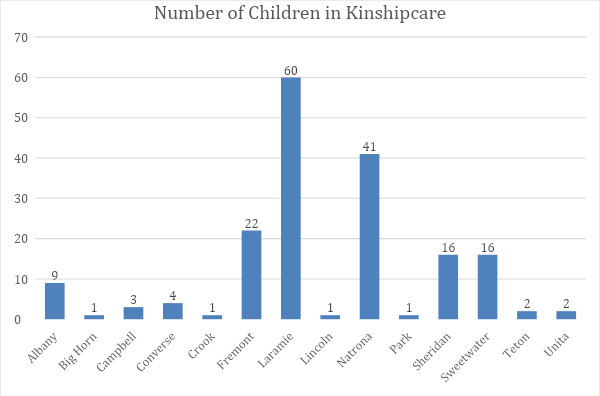 Number of Children in Kinshipcare
70
60
50
40
30
20
10
0
9
1
3
4
1
22
60
1
41
1
16
16
2
2
Albany
Big Horn
Campbell
Converse
Crook
Fremont
Laramie
Lincoln
Natrona
Park
Sheridan
Sweetwater
Teton
Unita